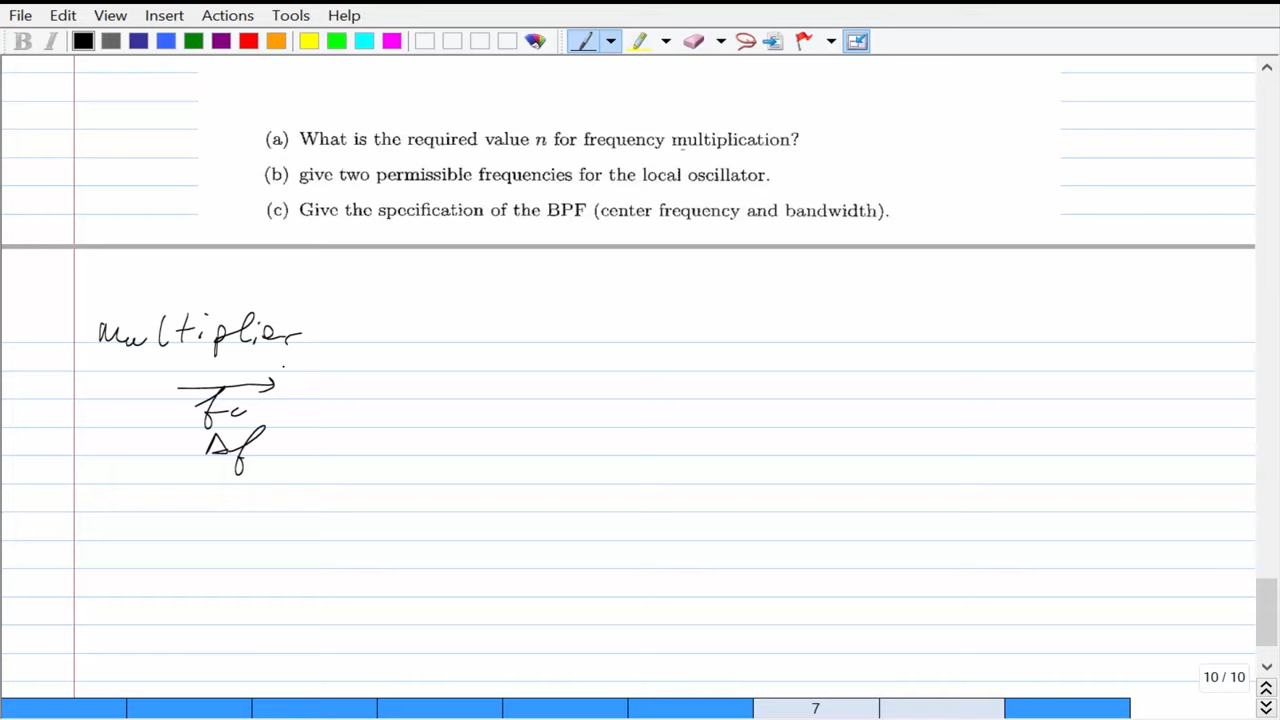 File Edit View Insert Actions Tools Help
B I
(a) What is the required value n for frequency multiplication?
(b) give two permissible frequencies for the local oscillator.
(c) Give the specification of the BPF (center frequency and bandwidth).
Multiplier
fc
Δf
10 / 10
7